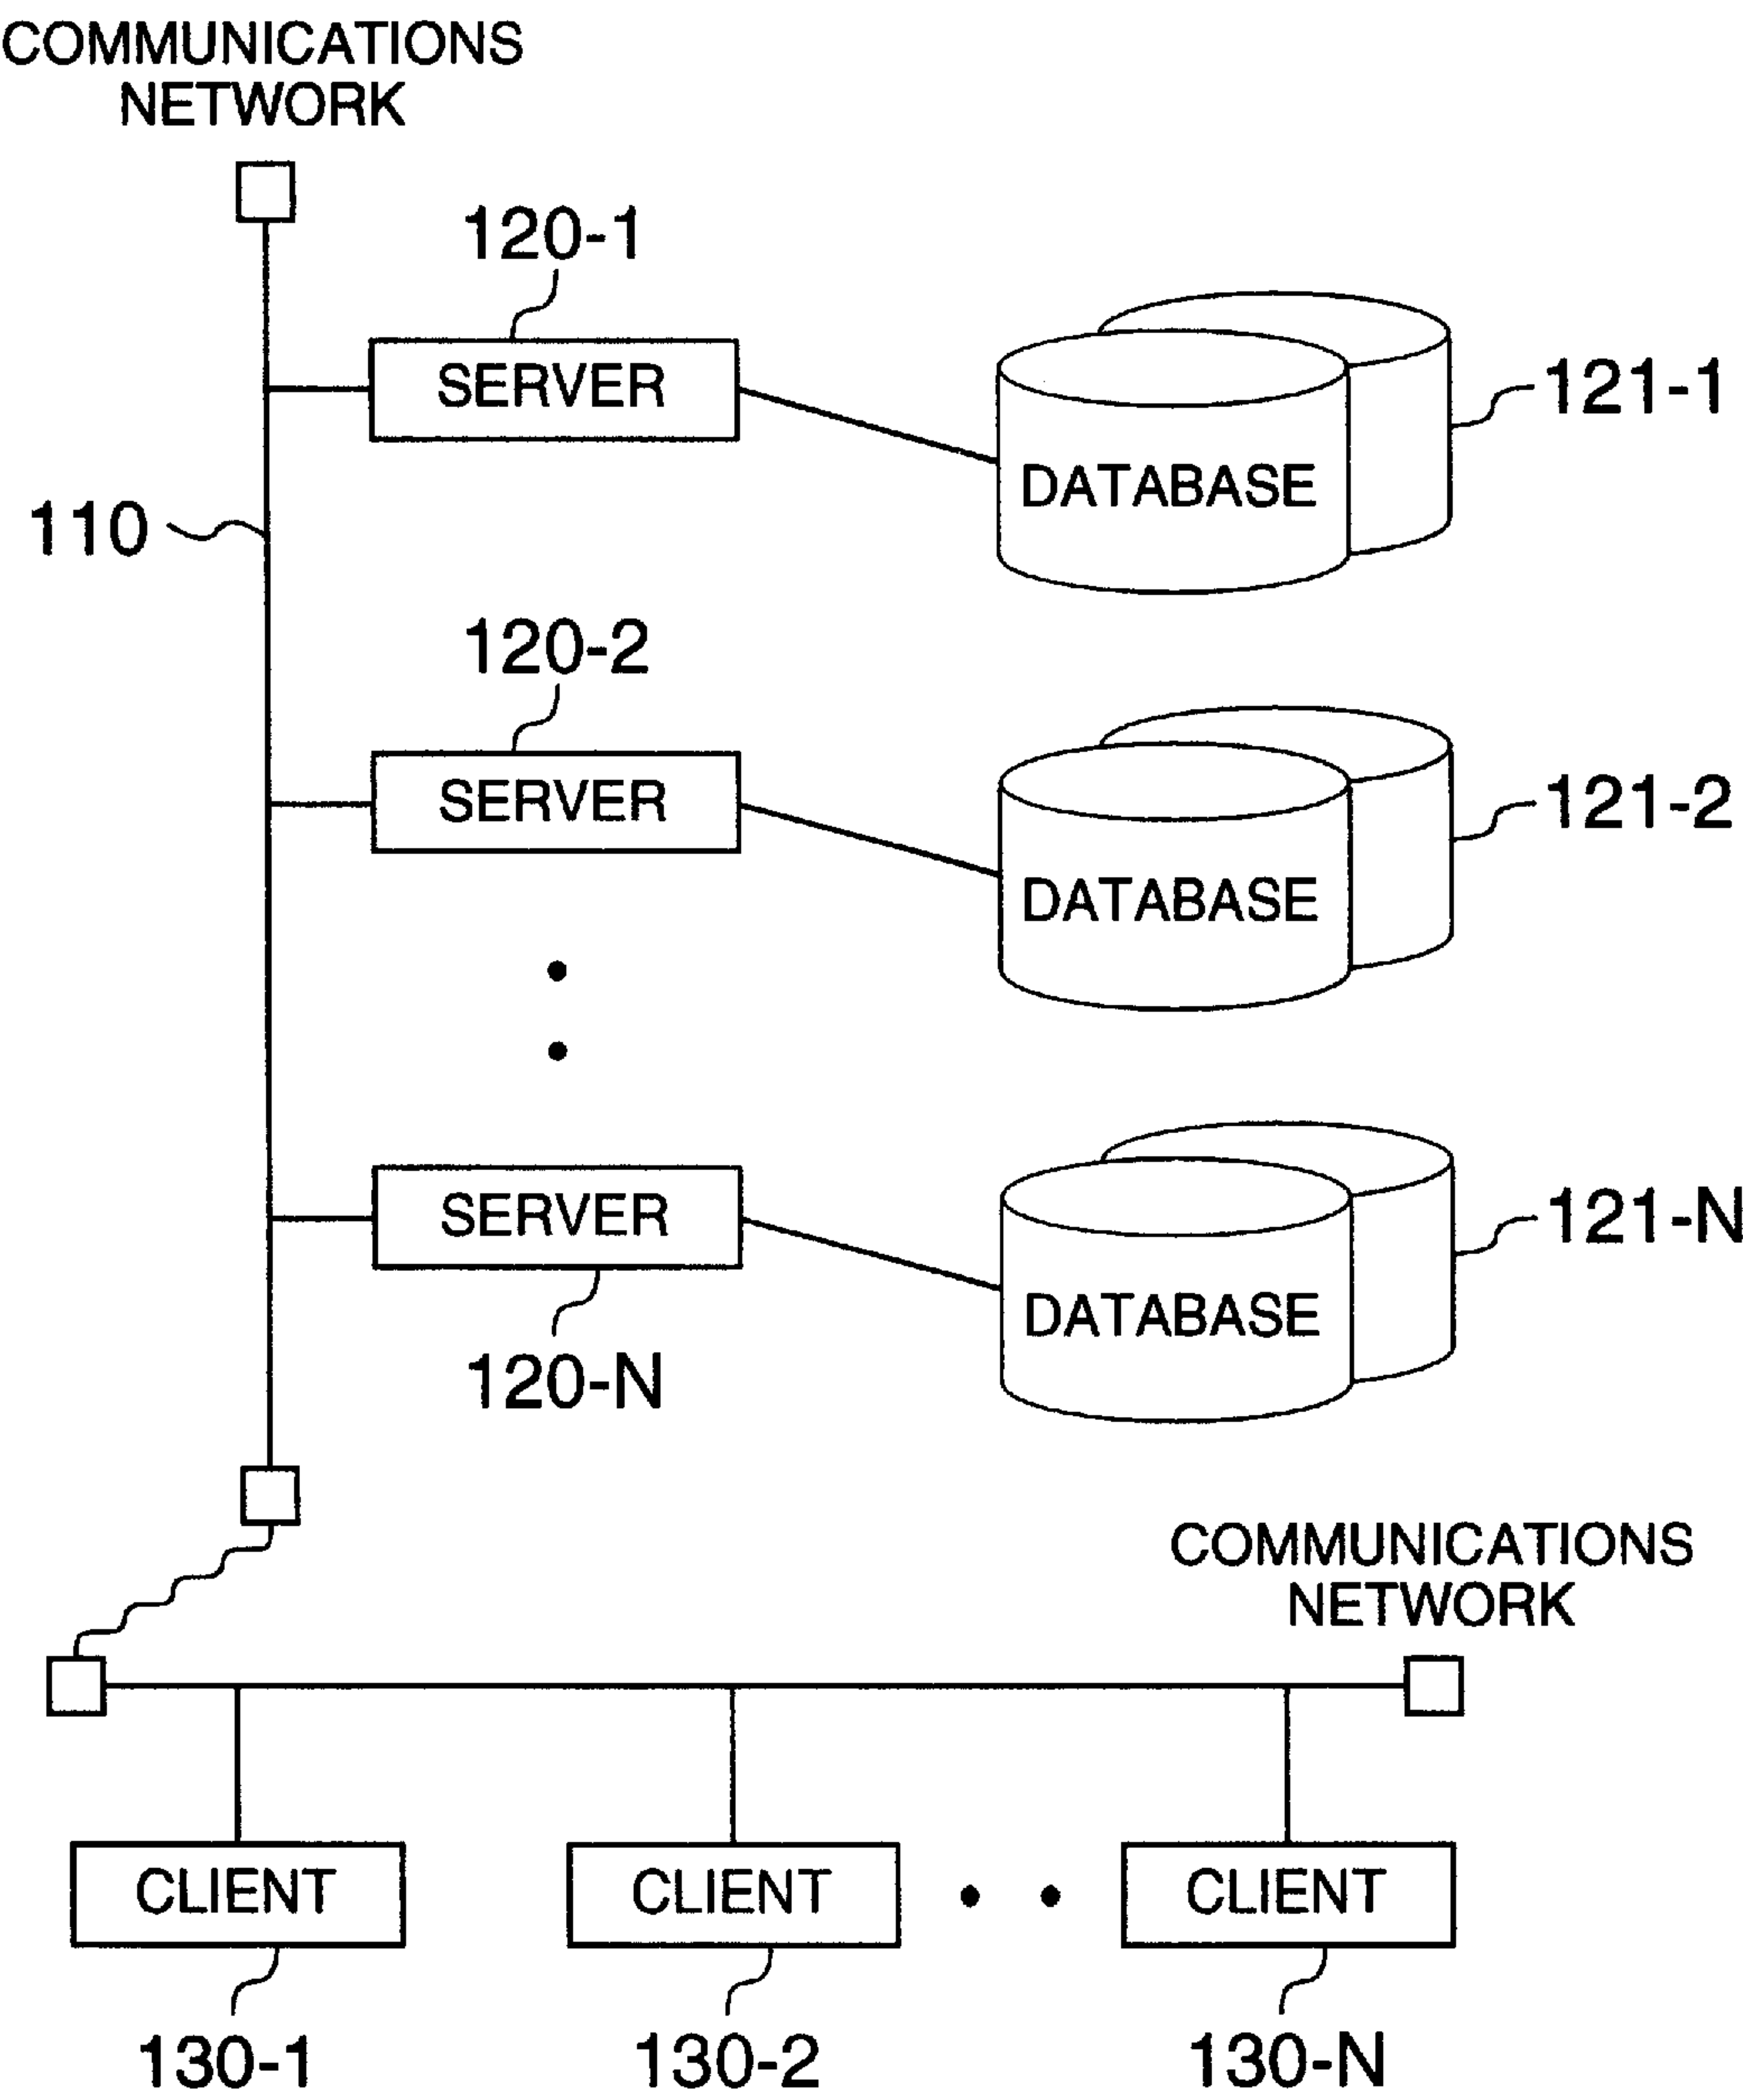 COMMUNICATIONS
NETWORK
120-1
SERVER
DATABASE
121-1
110
120-2
SERVER
DATABASE
121-2
SERVER
DATABASE
121-N
120-N
COMMUNICATIONS
NETWORK
CLIENT
CLIENT
CLIENT
130-1
130-2
130-N